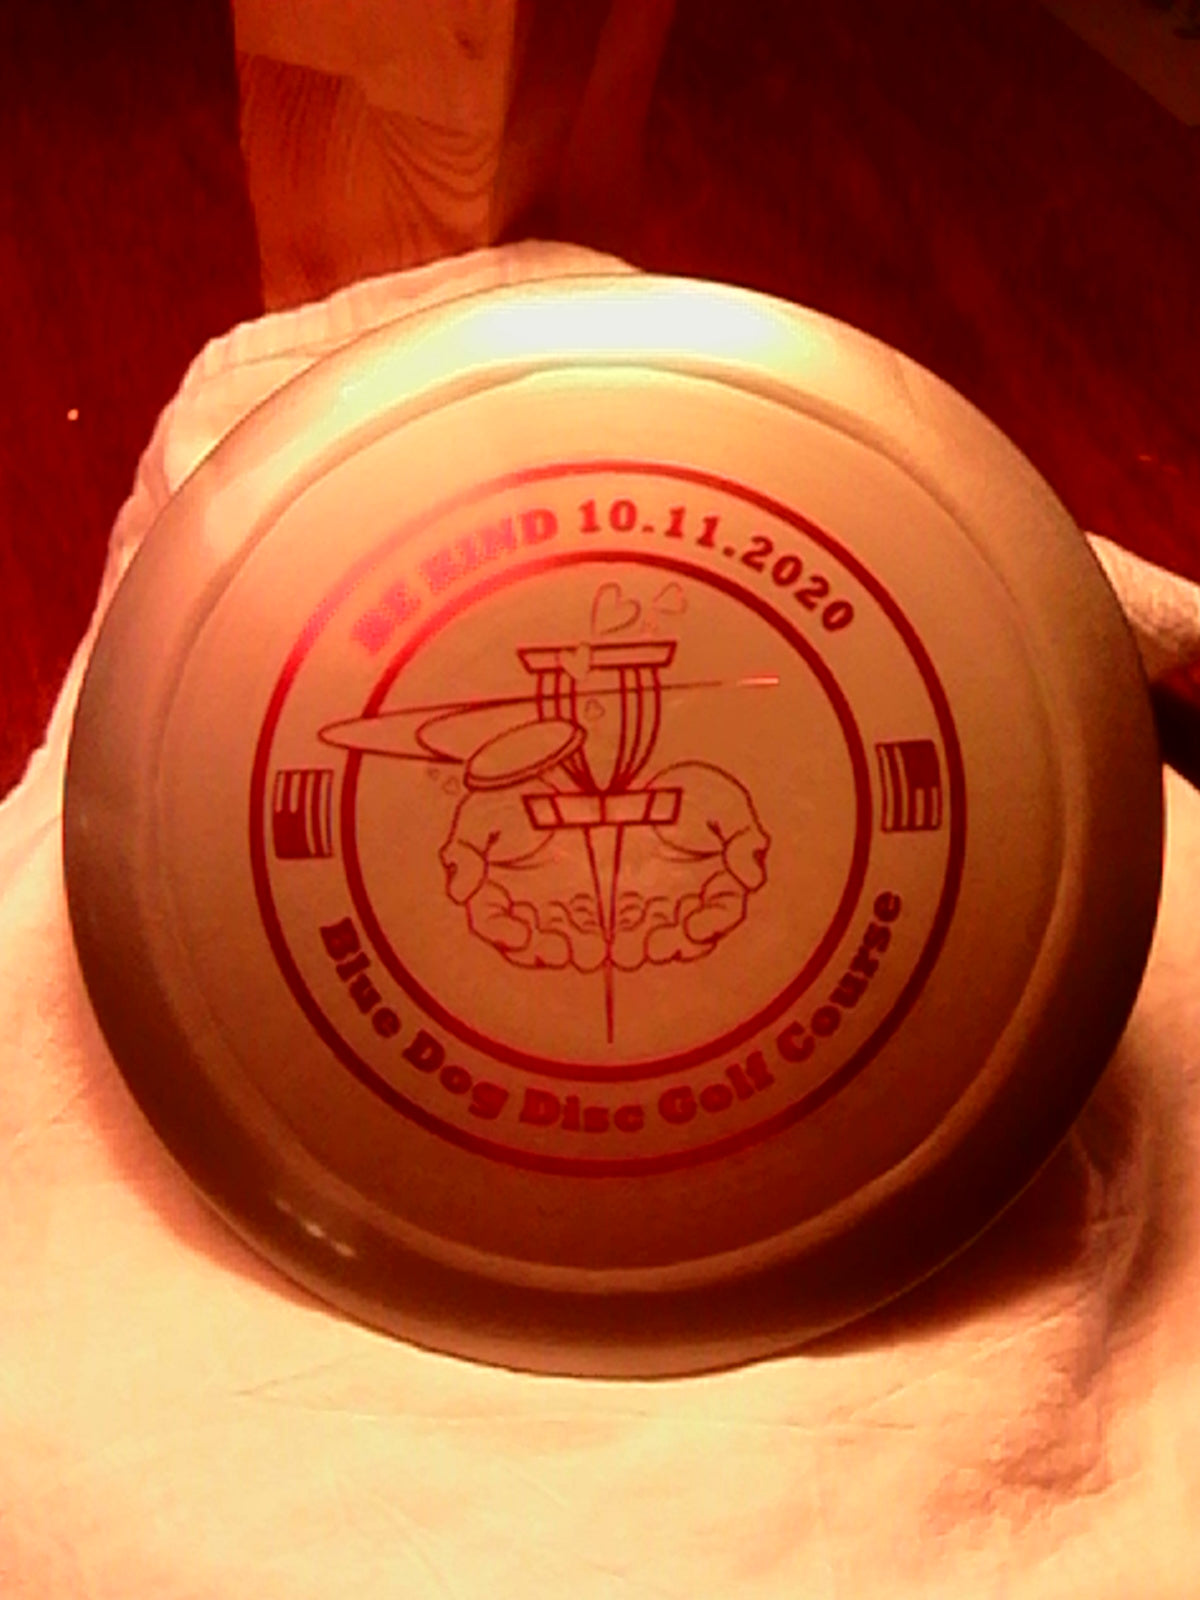 BE KIND 10.11.2020
Blue Dog Disc Golf Course